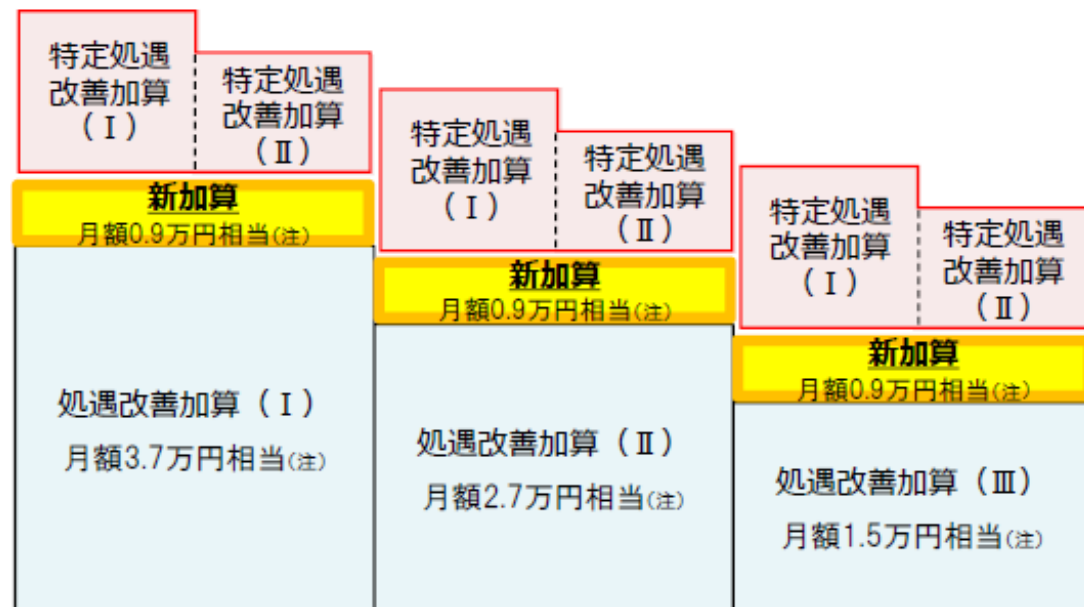 特定処遇
改善加算
（Ⅰ）
特定処遇
改善加算
（Ⅱ）
新加算
月額0.9万円相当(注)
処遇改善加算（Ⅰ）
月額3.7万円相当(注)
特定処遇
改善加算
（Ⅰ）
特定処遇
改善加算
（Ⅱ）
新加算
月額0.9万円相当(注)
処遇改善加算（Ⅱ）
月額2.7万円相当(注)
特定処遇
改善加算
（Ⅰ）
特定処遇
改善加算
（Ⅱ）
新加算
月額0.9万円相当(注)
処遇改善加算（Ⅲ）
月額1.5万円相当(注)